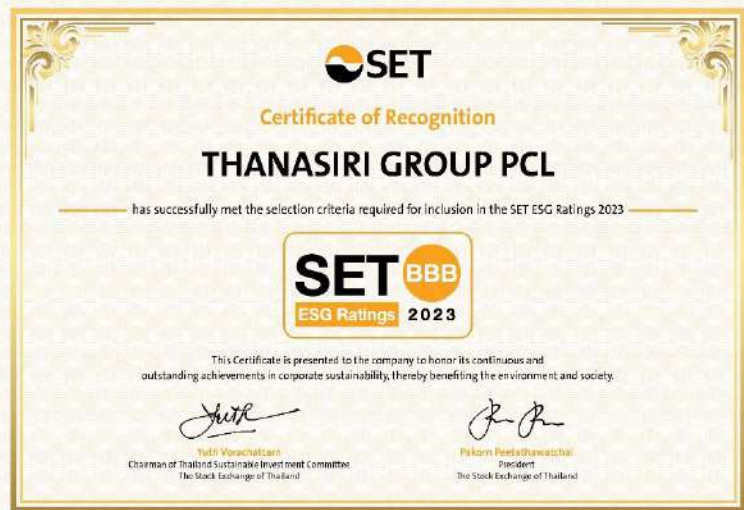 SET
Certificate of Recognition
THANASIRI GROUP PCL
has successfully met the selection criteria required for inclusion in the SET ESG Ratings 2023
SET BBB
ESG Ratings 2023
This Certificate is presented to the company to honor its continuous and
outstanding achievements in corporate sustainability, thereby benefiting the environment and society.
Yuth Vorachattarn
Chairman of Thailand Sustainable Investment Committee
The Stock Exchange of Thailand
Pakorn Peetathawatchai
President
The Stock Exchange of Thailand